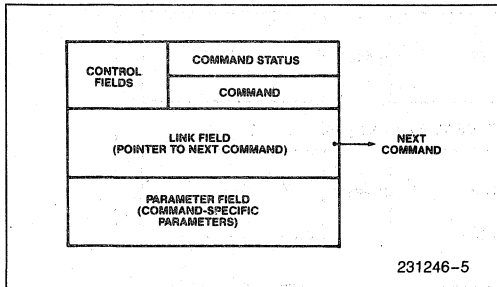 CONTROL
FIELDS
COMMAND STATUS
COMMAND
LINK FIELD
(POINTER TO NEXT COMMAND)
NEXT
COMMAND
PARAMETER FIELD
(COMMAND-SPECIFIC
PARAMETERS)
231246-5